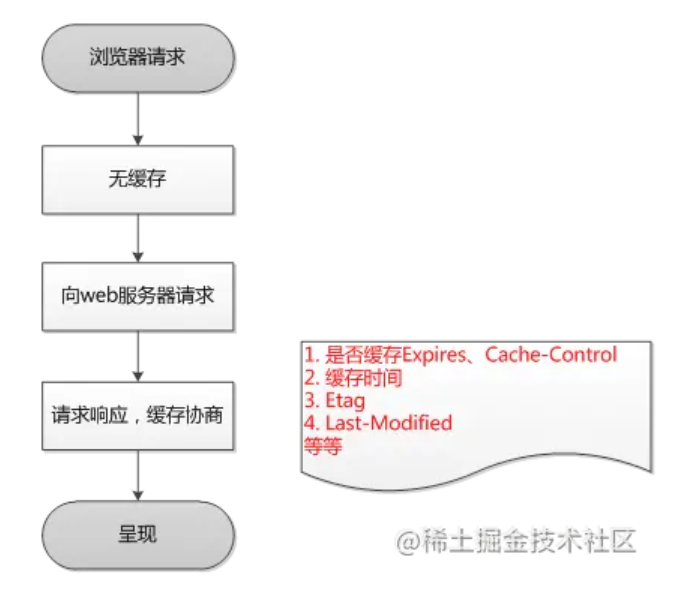 浏览器请求
无缓存
向web服务器请求
请求响应，缓存协商
呈现
1. 是否缓存Expires、Cache-Control
2. 缓存时间
3. Etag
4. Last-Modified
等等
@稀土掘金技术社区